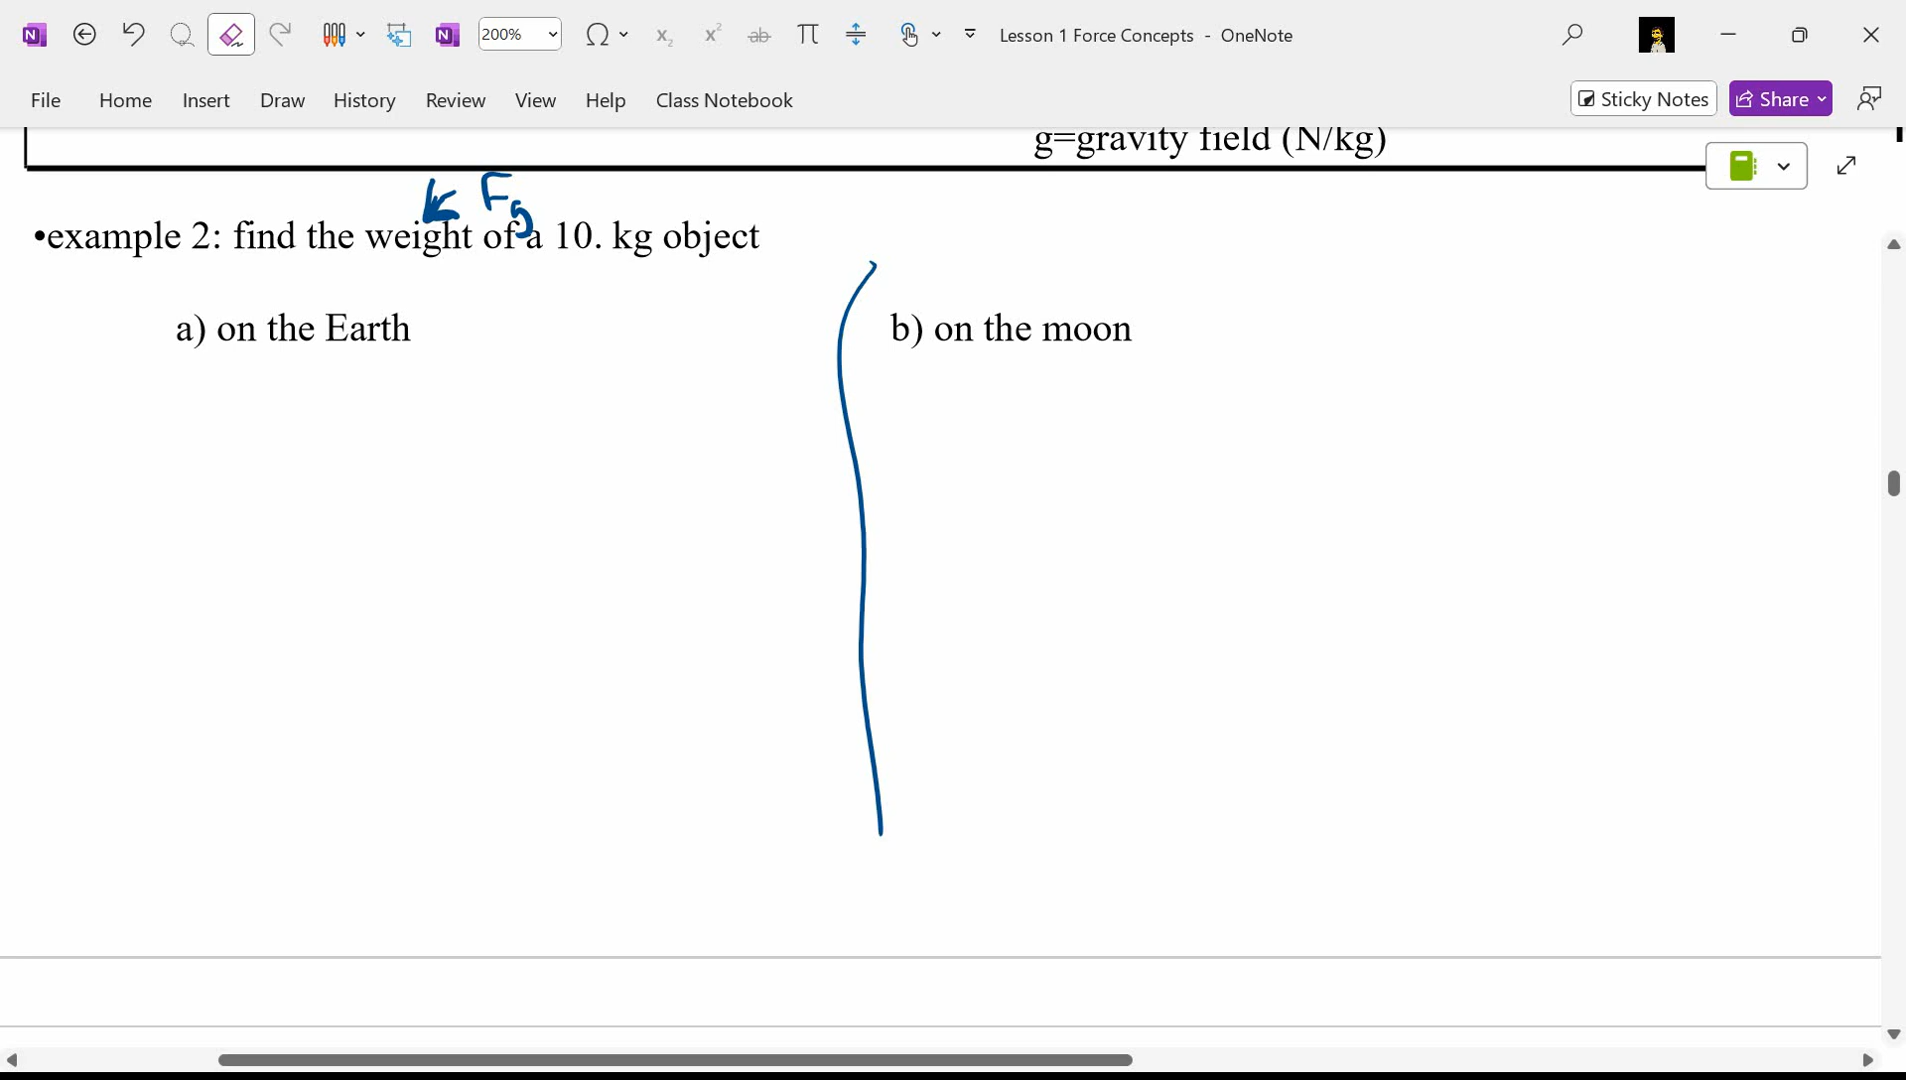 200%
Lesson 1 Force Concepts - OneNote
File Home Insert Draw History Review View Help Class Notebook
Sticky Notes Share
g=gravity field (N/kg)
Fg
•example 2: find the weight of a 10. kg object
a) on the Earth
b) on the moon